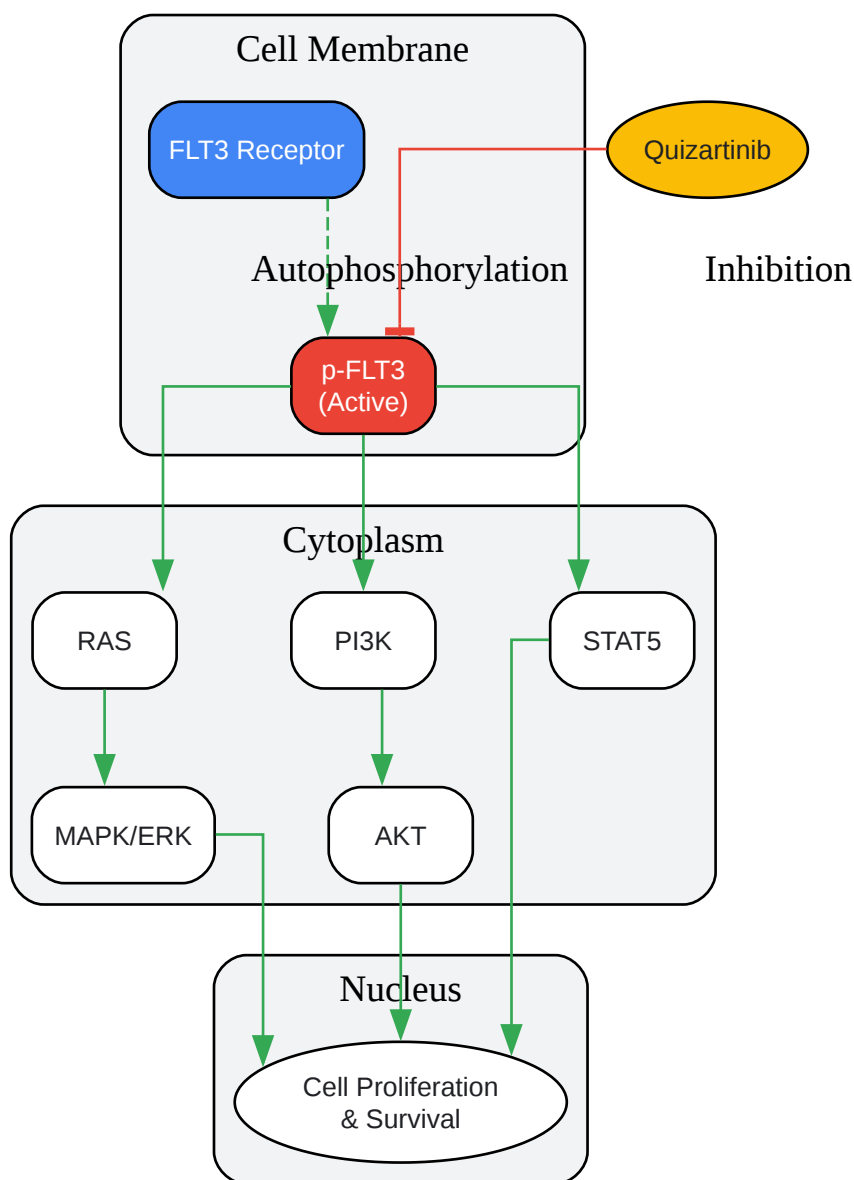 Cell Membrane
FLT3 Receptor
Quizartinib
Autophosphorylation
Inhibition
p-FLT3
(Active)
Cytoplasm
RAS
PI3K
STAT5
MAPK/ERK
AKT
Nucleus
Cell Proliferation
& Survival